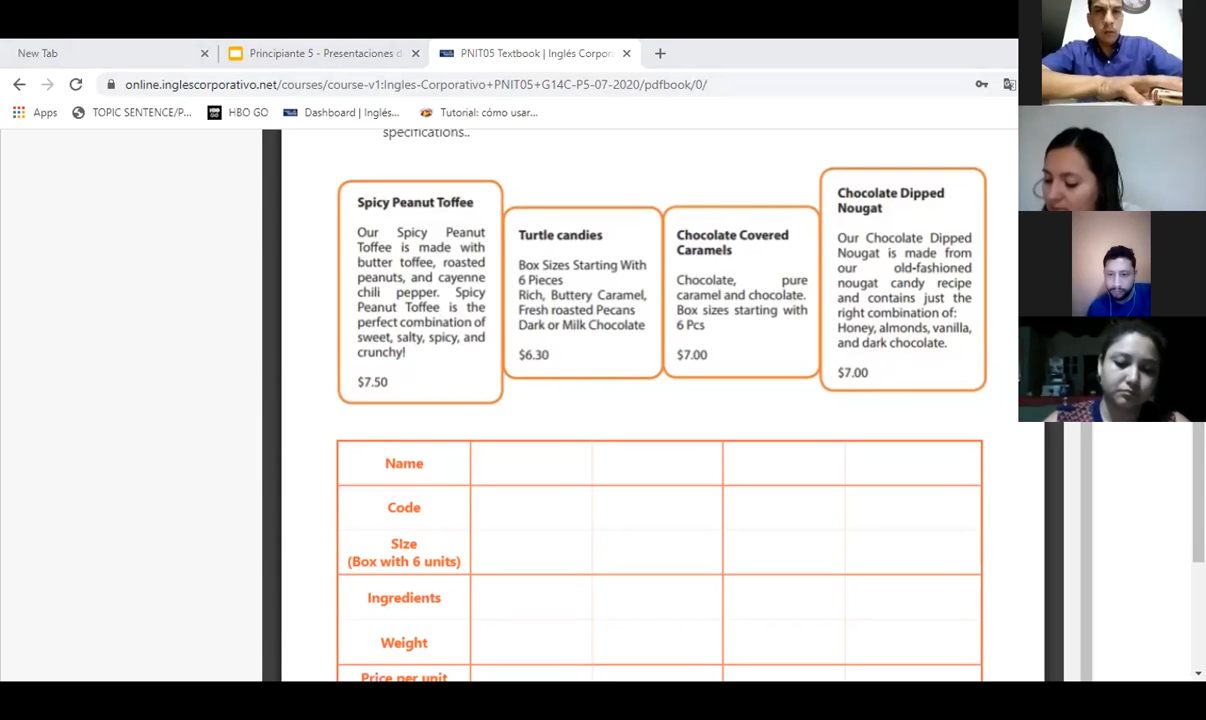 New Tab
Principiante 5 - Presentaciones d
PNIT05 Textbook | Inglés Corpor
online.inglescorporativo.net/courses/course-v1:Ingles-Corporativo+PNIT05+G14C-P5-07-2020/pdfbook/0/
Apps
TOPIC SENTENCE/P...
HBO GO
Dashboard | Inglés...
Tutorial: cómo usar...
specifications..
Spicy Peanut Toffee
Our Spicy Peanut
Toffee is made with
butter toffee, roasted
peanuts, and cayenne
chili pepper. Spicy
Peanut Toffee is the
perfect combination of
sweet, salty, spicy, and
crunchy!
$7.50
Turtle candies
Box Sizes Starting With
6 Pieces
Rich, Buttery Caramel,
Fresh roasted Pecans
Dark or Milk Chocolate
$6.30
Chocolate Covered
Caramels
Chocolate, pure
caramel and chocolate.
Box sizes starting with
6 Pcs
$7.00
Chocolate Dipped
Nougat
Our Chocolate Dipped
Nougat is made from
our old-fashioned
nougat candy recipe
and contains just the
right combination of:
Honey, almonds, vanilla,
and dark chocolate.
$7.00
Name
Code
SIze
(Box with 6 units)
Ingredients
Weight
Price per unit